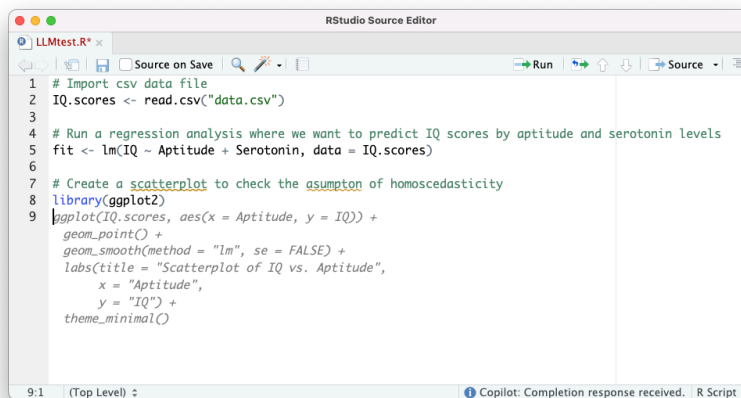 RStudio Source Editor
LLMtest.R* ×
Source on Save Run Source
1 # Import csv data file
2 IQ.scores <- read.csv("data.csv")
3
4 # Run a regression analysis where we want to predict IQ scores by aptitude and serotonin levels
5 fit <- lm(IQ ~ Aptitude + Serotonin, data = IQ.scores)
6
7 # Create a scatterplot to check the asumpton of homoscedasticity
8 library(ggplot2)
9 ggplot(IQ.scores, aes(x = Aptitude, y = IQ)) +
geom_point() +
geom_smooth(method = "lm", se = FALSE) +
labs(title = "Scatterplot of IQ vs. Aptitude",
x = "Aptitude",
y = "IQ") +
theme_minimal()
9:1 (Top Level) Copilot: Completion response received. R Script